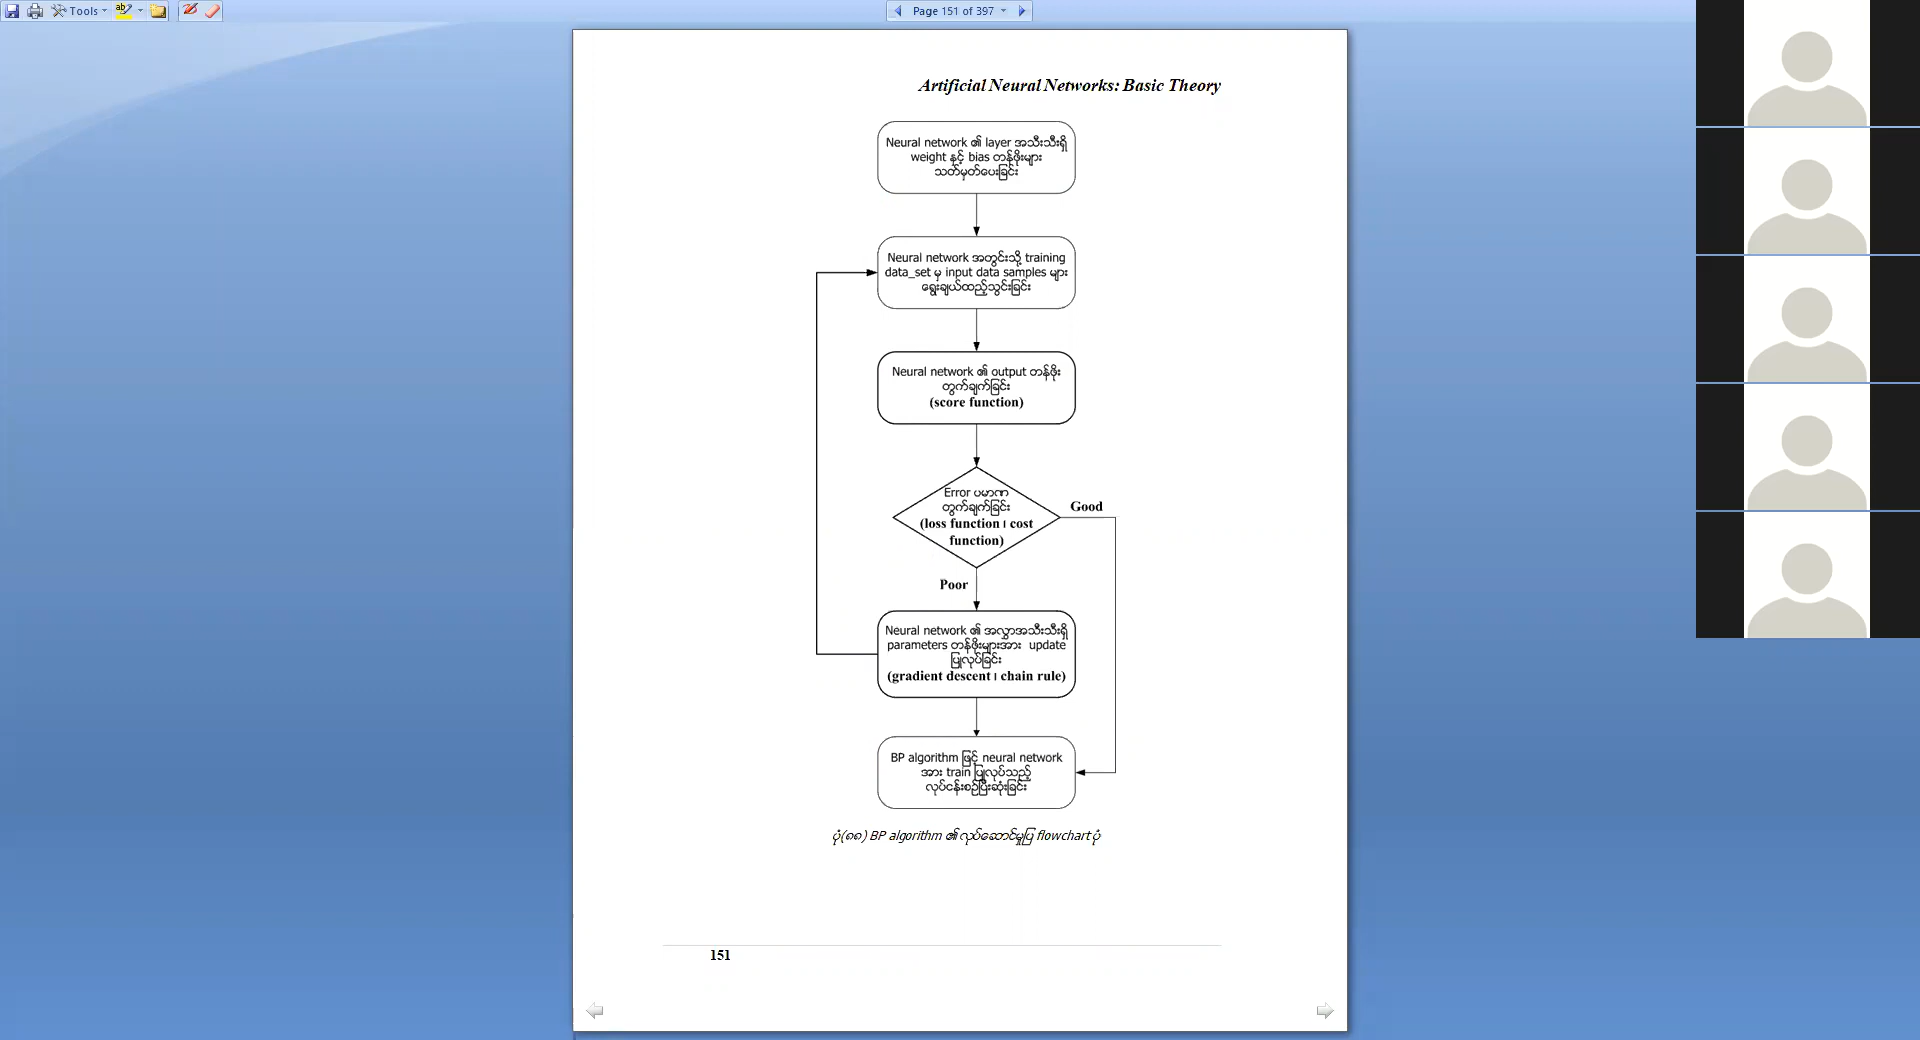 Tools
Page 151 of 397
Artificial Neural Networks: Basic Theory
Neural network ၏ layer အသီးသီးရှိ
weight နှင့် bias တန်ဖိုးများ
သတ်မှတ်ပေးခြင်း
Neural network အတွင်းသို့ training
data_set မှ input data samples များ
ရွေးချယ်ထည့်သွင်းခြင်း
Neural network ၏ output တန်ဖိုး
တွက်ချက်ခြင်း
(score function)
Error ပမာဏ
တွက်ချက်ခြင်း
(loss function၊ cost
function)
Good
Poor
Neural network ၏ အလွှာအသီးသီးရှိ
parameters တန်ဖိုးများအား update
ပြုလုပ်ခြင်း
(gradient descent၊ chain rule)
BP algorithm ဖြင့် neural network
အား train ပြုလုပ်သည့်
လုပ်ငန်းစဉ်ပြီးဆုံးခြင်း
ပုံ(၈၈) BP algorithm ၏ လုပ်ဆောင်မှုပြ flowchart ပုံ
151